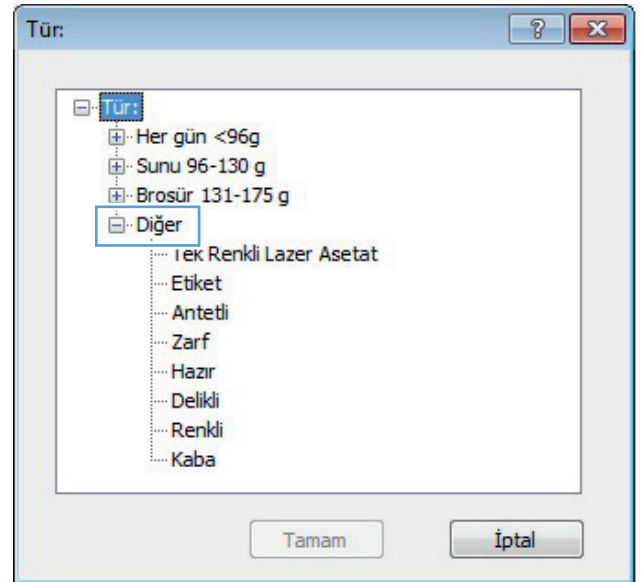 Tür:
Tür:
Her gün <96g
Sunu 96-130 g
Brosür 131-175 g
Diğer
Tek Renkli Lazer Asetat
Etiket
Antetli
Zarf
Hazır
Delikli
Renkli
Kaba
Tamam İptal